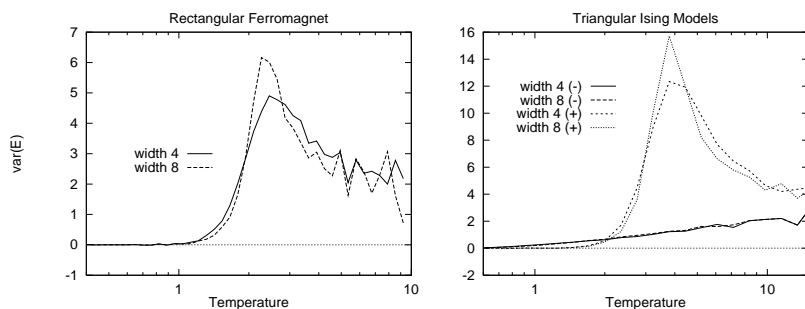 Rectangular Ferromagnet
7
6
5
4
3
2
1
0
-1
var(E)
width 4
width 8
1
10
Temperature
Triangular Ising Models
16
14
12
10
8
6
4
2
0
-2
width 4 (-)
width 8 (-)
width 4 (+)
width 8 (+)
1
10
Temperature